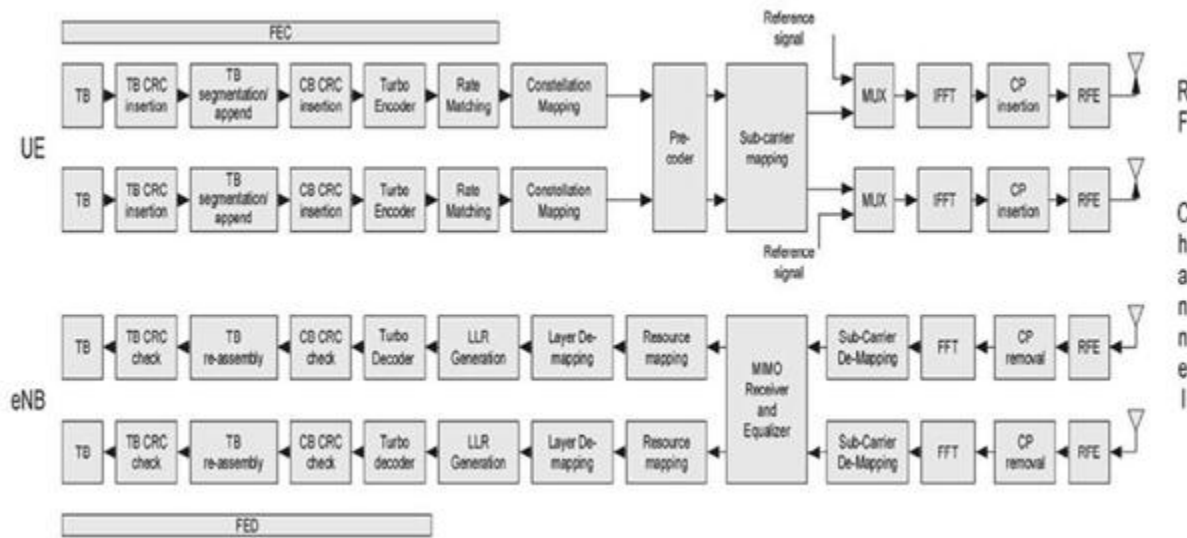 FEC
Reference
signal
UE
TB
TB CRC
insertion
TB
segmentation/
append
CB CRC
insertion
Turbo
Encoder
Rate
Matching
Constellation
Mapping
Pre-
coder
Sub-carrier
mapping
MUX
IFFT
CP
insertion
RFE
TB
TB CRC
insertion
TB
segmentation/
append
CB CRC
insertion
Turbo
Encoder
Rate
Matching
Constellation
Mapping
MUX
IFFT
CP
insertion
RFE
Reference
signal
R
F
C
h
a
n
n
e
l
eNB
TB
TB CRC
check
TB
re-assembly
CB CRC
check
Turbo
Decoder
LLR
Generation
Layer De-
mapping
Resource
mapping
MIMO
Receiver
and
Equalizer
Sub-Carrier
De-Mapping
FFT
CP
removal
RFE
TB
TB CRC
check
TB
re-assembly
CB CRC
check
Turbo
decoder
LLR
Generation
Layer De-
mapping
Resource
mapping
Sub-Carrier
De-Mapping
FFT
CP
removal
RFE
FED